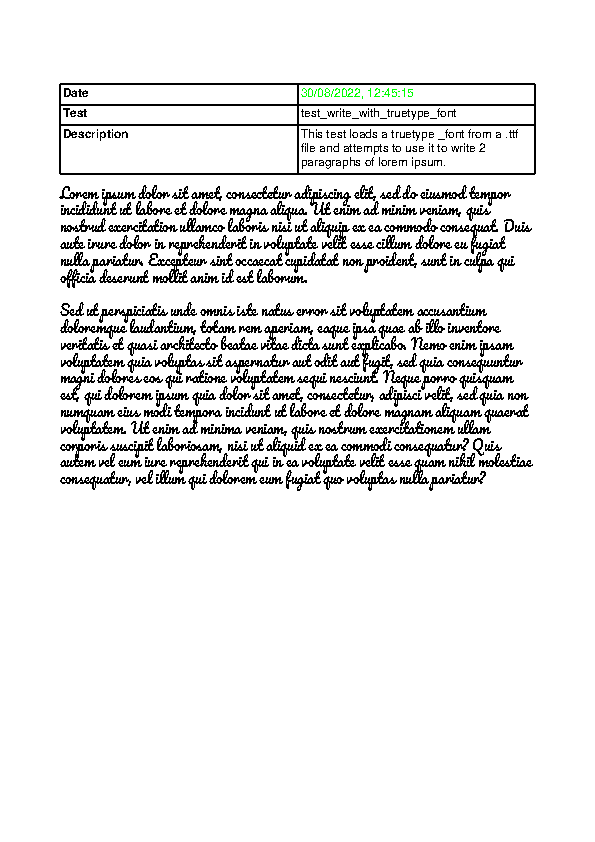 Date 30/08/2022, 12:45:15
Test test_write_with_truetype_font
Description This test loads a truetype _font from a .ttf
file and attempts to use it to write 2
paragraphs of lorem ipsum.
Lorem ipsum dolor sit amet, consectetur adipiscing elit, sed do eiusmod tempor
incididunt ut labore et dolore magna aliqua. Ut enim ad minim veniam, quis
nostrud exercitation ullamco laboris nisi ut aliquip ex ea commodo consequat. Duis
aute irure dolor in reprehenderit in voluptate velit esse cillum dolore eu fugiat
nulla pariatur. Excepteur sint occaecat cupidatat non proident, sunt in culpa qui
officia deserunt mollit anim id est laborum.
Sed ut perspiciatis unde omnis iste natus error sit voluptatem accusantium
doloremque laudantium, totam rem aperiam, eaque ipsa quae ab illo inventore
veritatis et quasi architecto beatae vitae dicta sunt explicabo. Nemo enim ipsam
voluptatem quia voluptas sit aspernatur aut odit aut fugit, sed quia consequuntur
magni dolores eos qui ratione voluptatem sequi nesciunt. Neque porro quisquam
est, qui dolorem ipsum quia dolor sit amet, consectetur, adipisci velit, sed quia non
numquam eius modi tempora incidunt ut labore et dolore magnam aliquam quaerat
voluptatem. Ut enim ad minima veniam, quis nostrum exercitationem ullam
corporis suscipit laboriosam, nisi ut aliquid ex ea commodi consequatur? Quis
autem vel eum iure reprehenderit qui in ea voluptate velit esse quam nihil molestiae
consequatur, vel illum qui dolorem eum fugiat quo voluptas nulla pariatur?